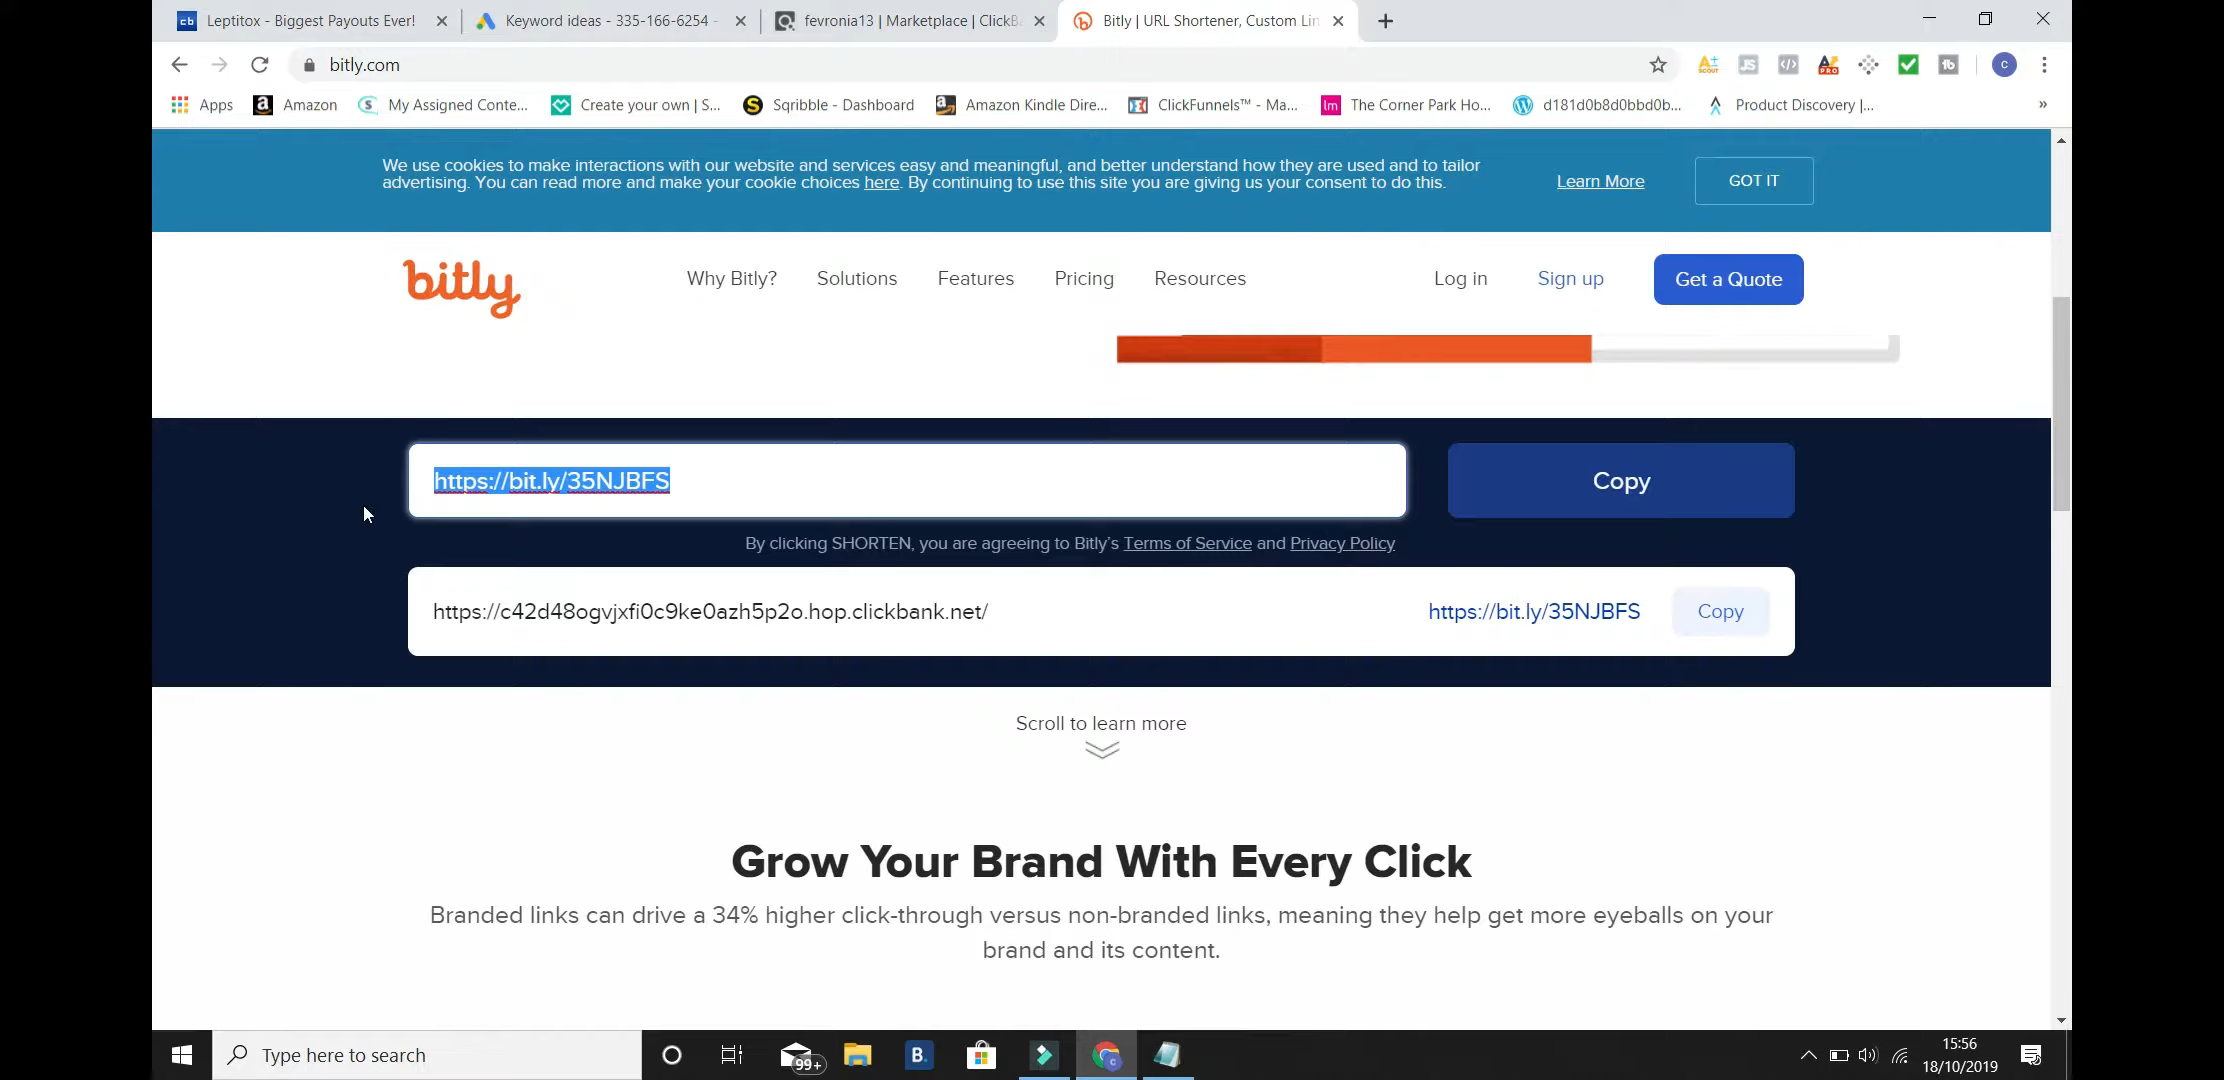 Leptitox - Biggest Payouts Ever!
Keyword ideas - 335-166-6254 -
fevronia13 | Marketplace | ClickB
Bitly | URL Shortener, Custom Lin
bitly.com
Apps
Amazon
My Assigned Conte...
Create your own | S...
Sqribble - Dashboard
Amazon Kindle Dire...
ClickFunnels™ - Ma...
The Corner Park Ho...
d181d0b8d0bbd0b...
Product Discovery |...
»
We use cookies to make interactions with our website and services easy and meaningful, and better understand how they are used and to tailor
advertising. You can read more and make your cookie choices here. By continuing to use this site you are giving us your consent to do this.
Learn More
GOT IT
bitly
Why Bitly?
Solutions
Features
Pricing
Resources
Log in
Sign up
Get a Quote
https://bit.ly/35NJBFS
Copy
By clicking SHORTEN, you are agreeing to Bitly's Terms of Service and Privacy Policy
https://c42d48ogvjxfi0c9ke0azh5p2o.hop.clickbank.net/
https://bit.ly/35NJBFS
Copy
Scroll to learn more
Grow Your Brand With Every Click
Branded links can drive a 34% higher click-through versus non-branded links, meaning they help get more eyeballs on your
brand and its content.
Type here to search
99+
B.
15:56
18/10/2019